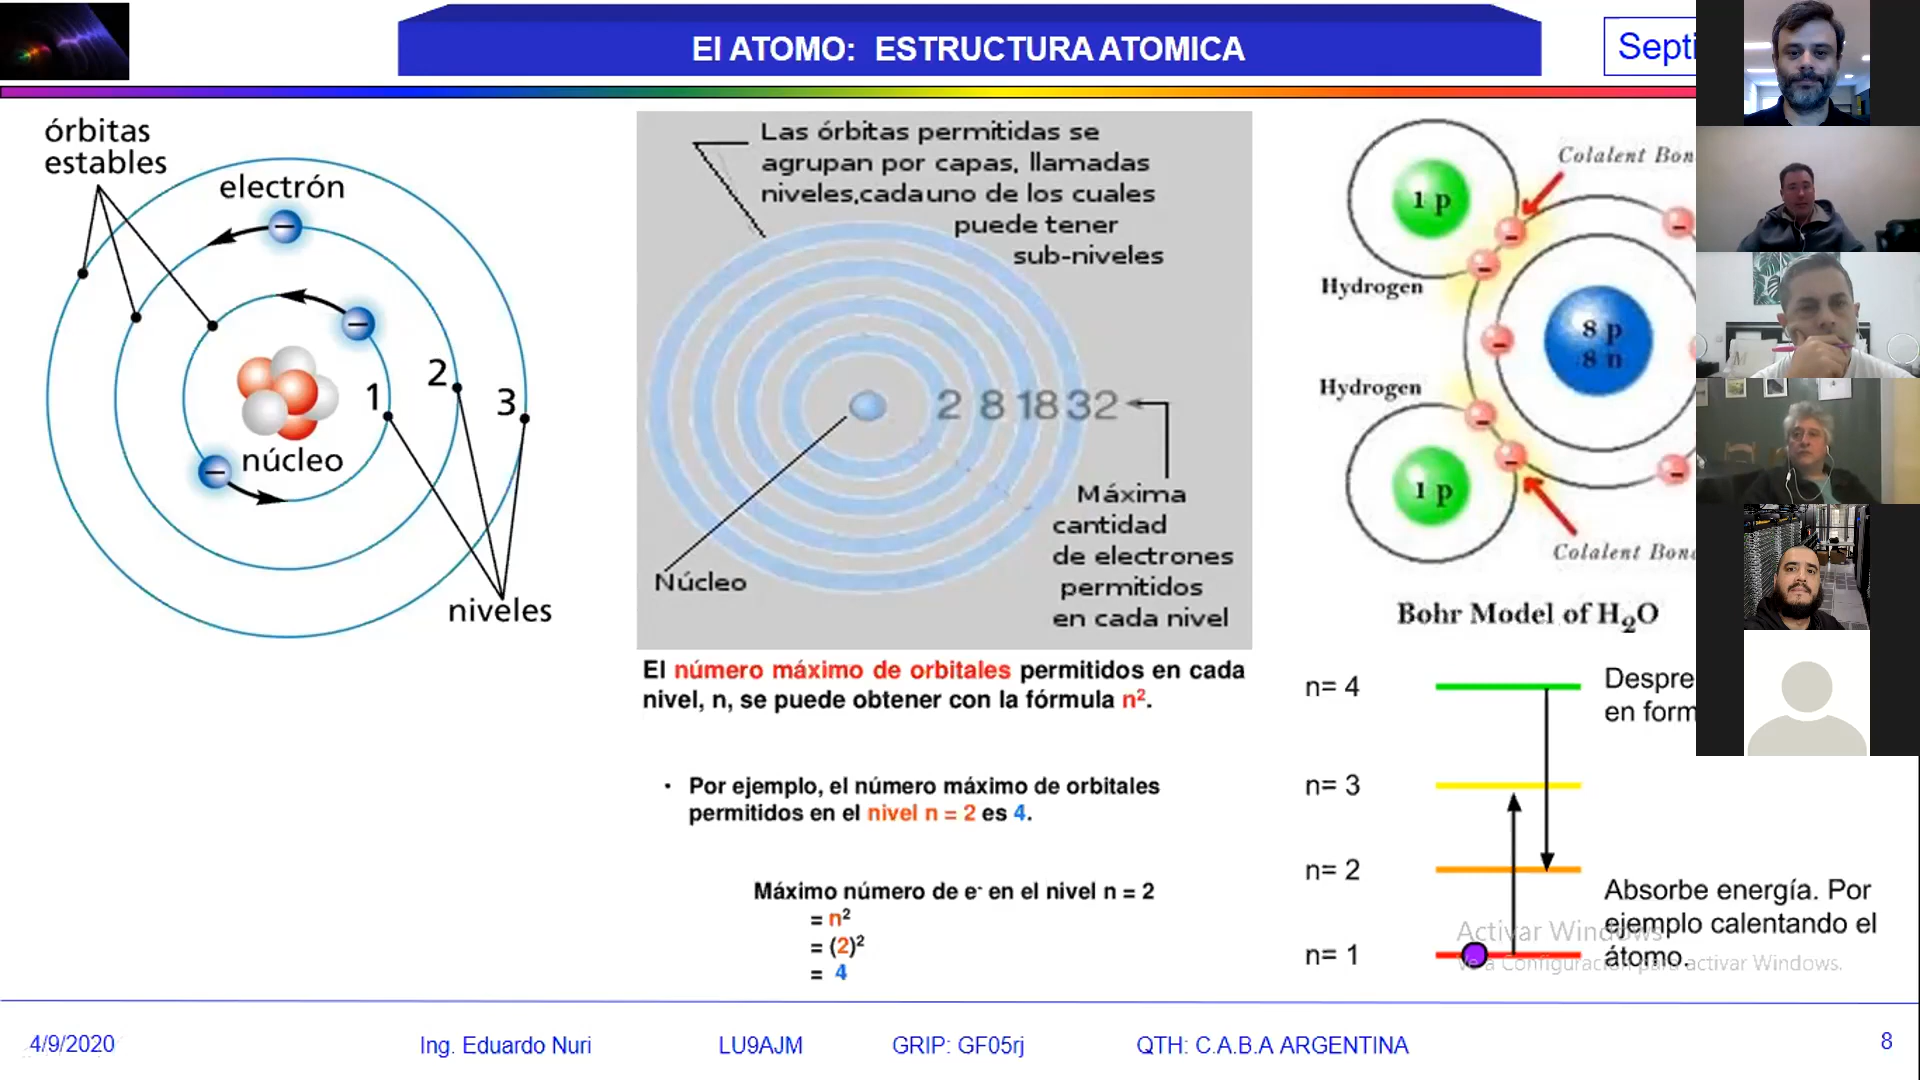 El ATOMO: ESTRUCTURA ATOMICA
Septi
órbitas
estables
electrón
1
2
3
núcleo
niveles
Las órbitas permitidas se
agrupan por capas, llamadas
niveles,cada uno de los cuales
puede tener
sub-niveles
2 8 18 32
Máxima
cantidad
de electrones
permitidos
en cada nivel
Núcleo
El número máximo de orbitales permitidos en cada
nivel, n, se puede obtener con la fórmula n².
· Por ejemplo, el número máximo de orbitales
permitidos en el nivel n = 2 es 4.
Máximo número de e⁻ en el nivel n = 2
= n²
= (2)²
= 4
Colalent Bon
1 p
Hydrogen
8 p
8 n
Hydrogen
1 p
Colalent Bon
Bohr Model of H₂O
n= 4
Despre
en form
n= 3
n= 2
Absorbe energía. Por
ejemplo calentando el
átomo.
n= 1
Activar Windows
Ve a Configuración para activar Windows.
4/9/2020
Ing. Eduardo Nuri
LU9AJM
GRIP: GF05rj
QTH: C.A.B.A ARGENTINA
8